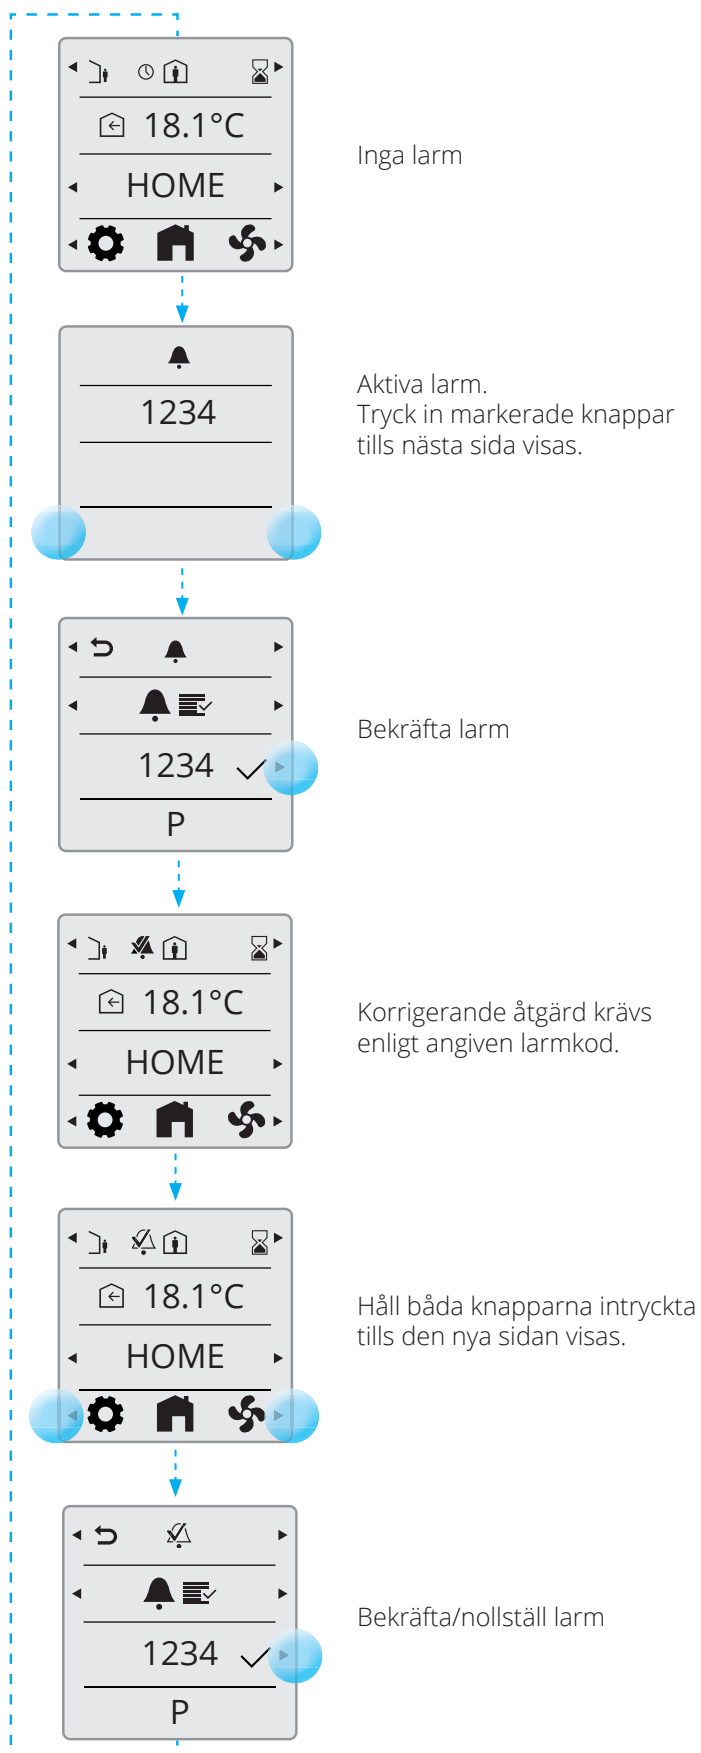 18.1°C
HOME
Inga larm
1234
Aktiva larm.
Tryck in markerade knappar
tills nästa sida visas.
1234
P
Bekräfta larm
18.1°C
HOME
Korrigerande åtgärd krävs
enligt angiven larmkod.
18.1°C
HOME
Håll båda knapparna intryckta
tills den nya sidan visas.
1234
P
Bekräfta/nollställ larm